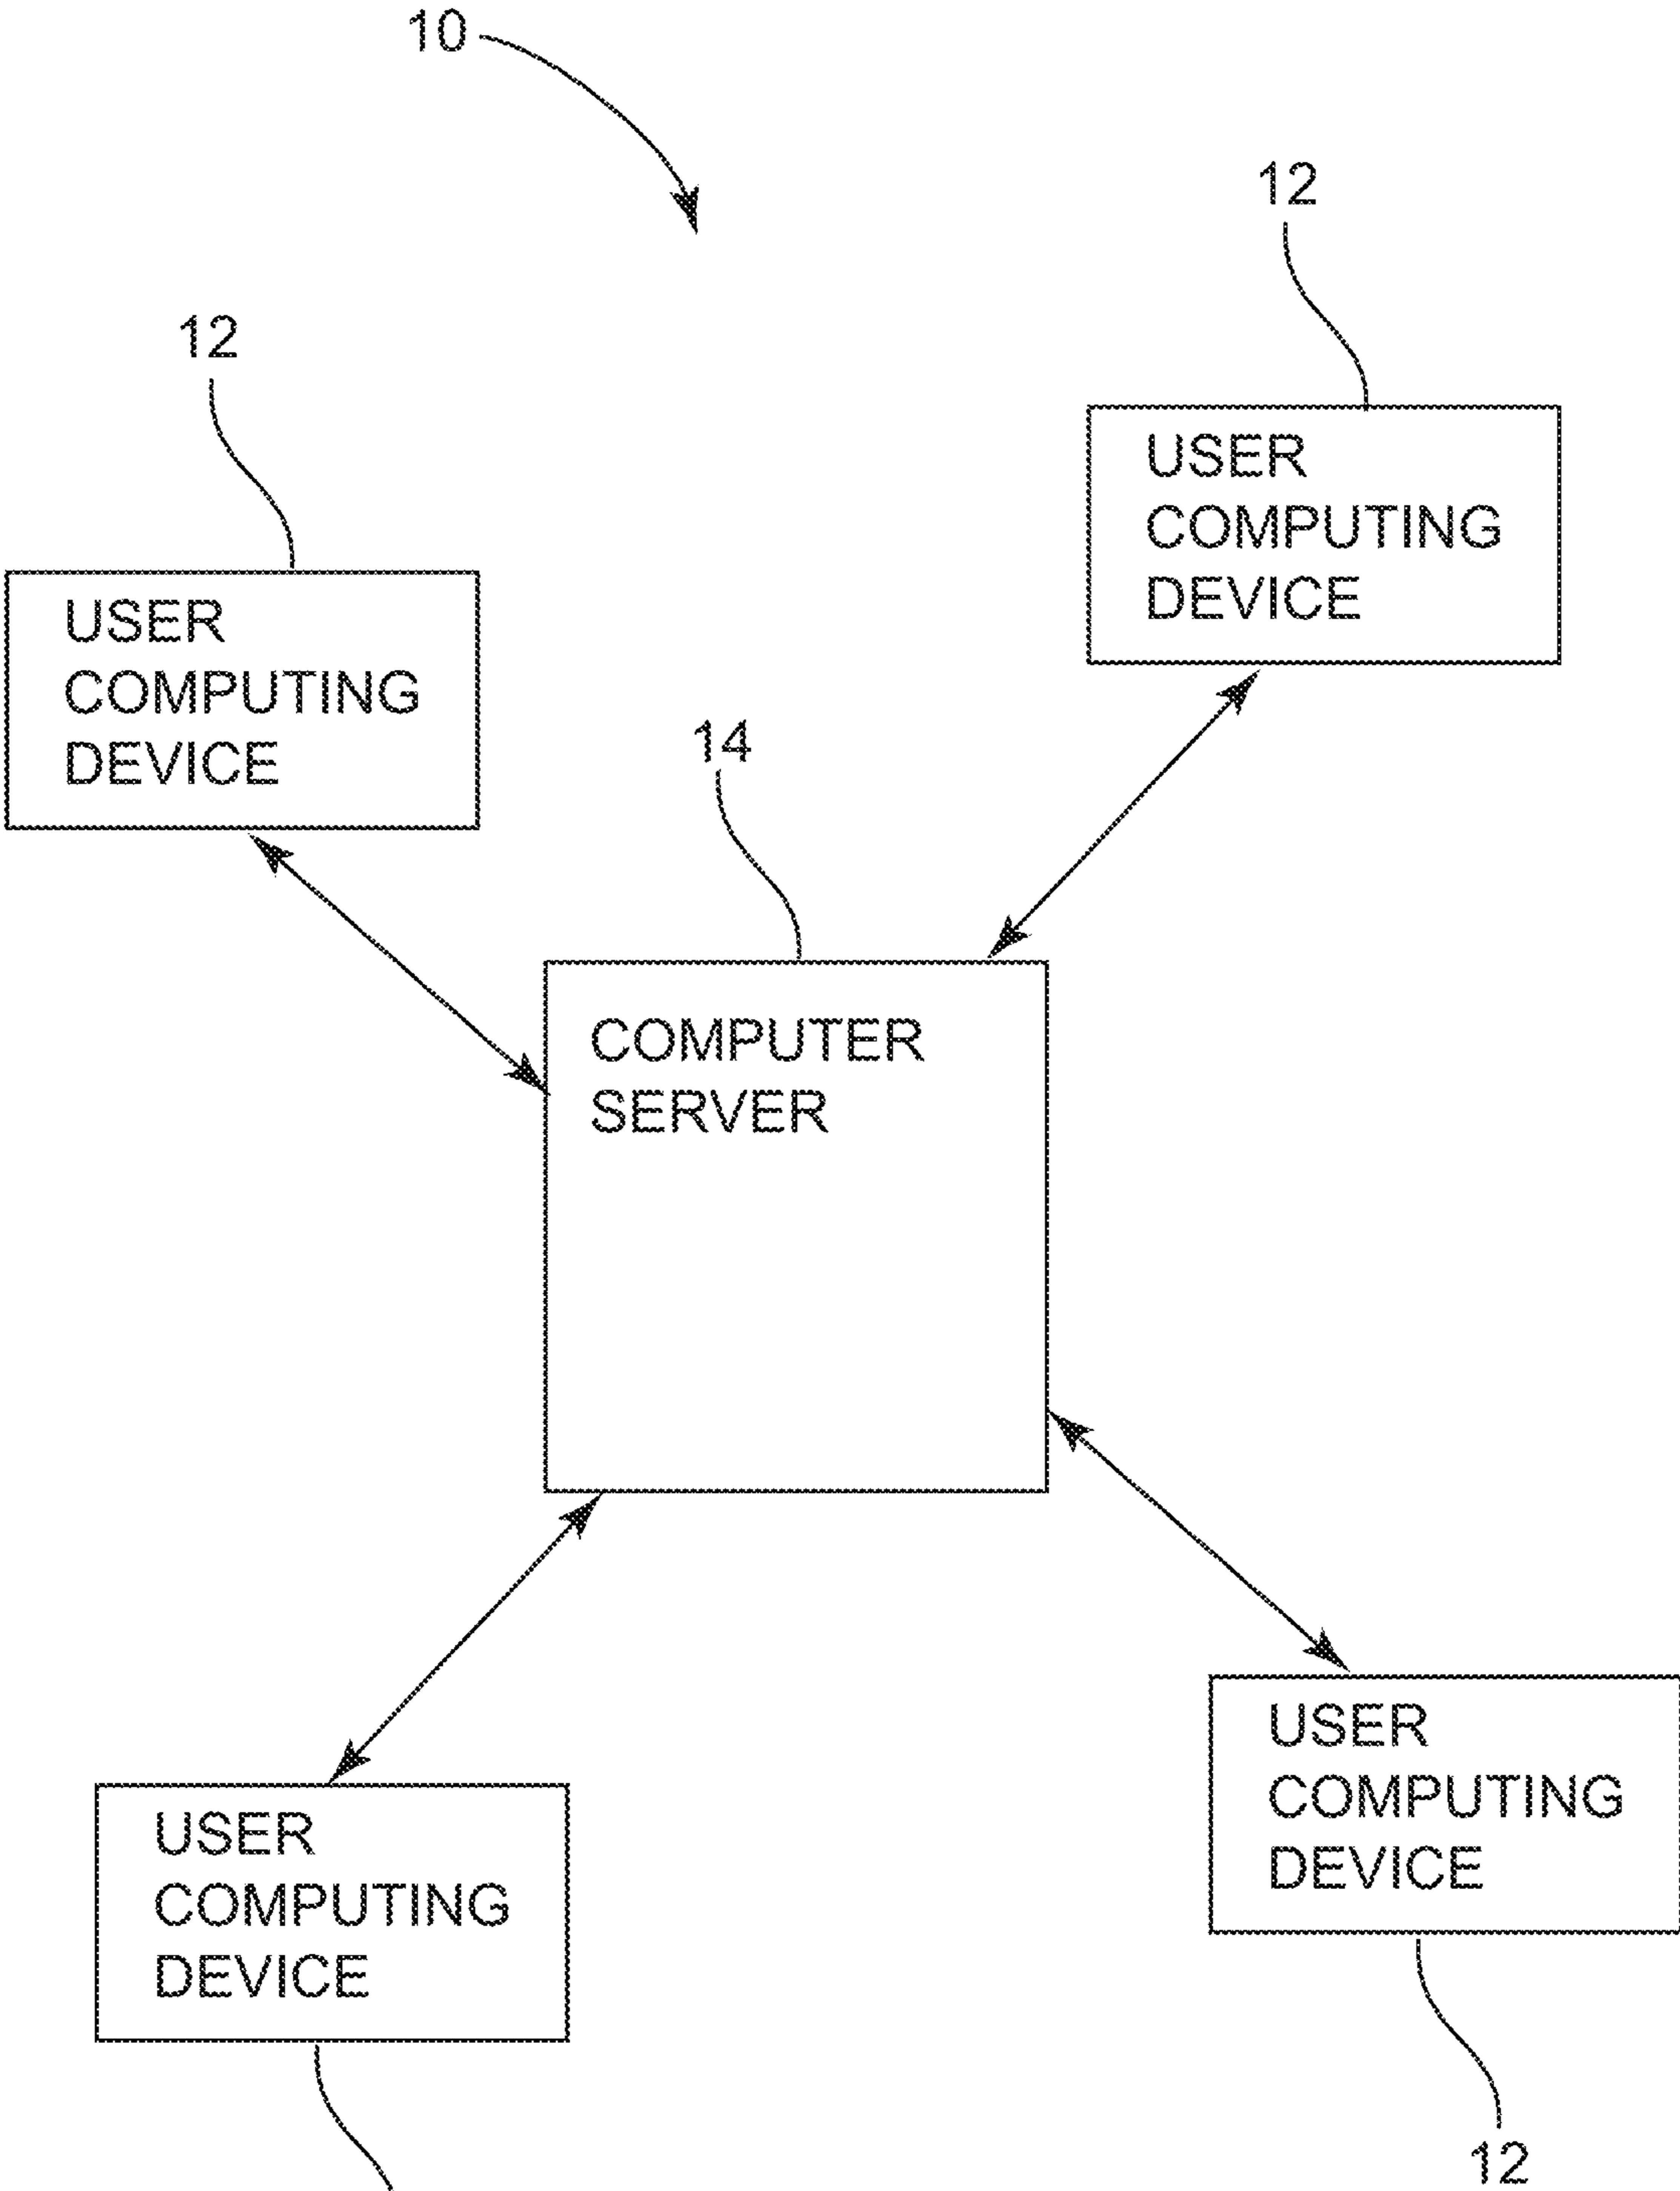 10
12
12
USER
COMPUTING
DEVICE
USER
COMPUTING
DEVICE
14
COMPUTER
SERVER
USER
COMPUTING
DEVICE
USER
COMPUTING
DEVICE
12